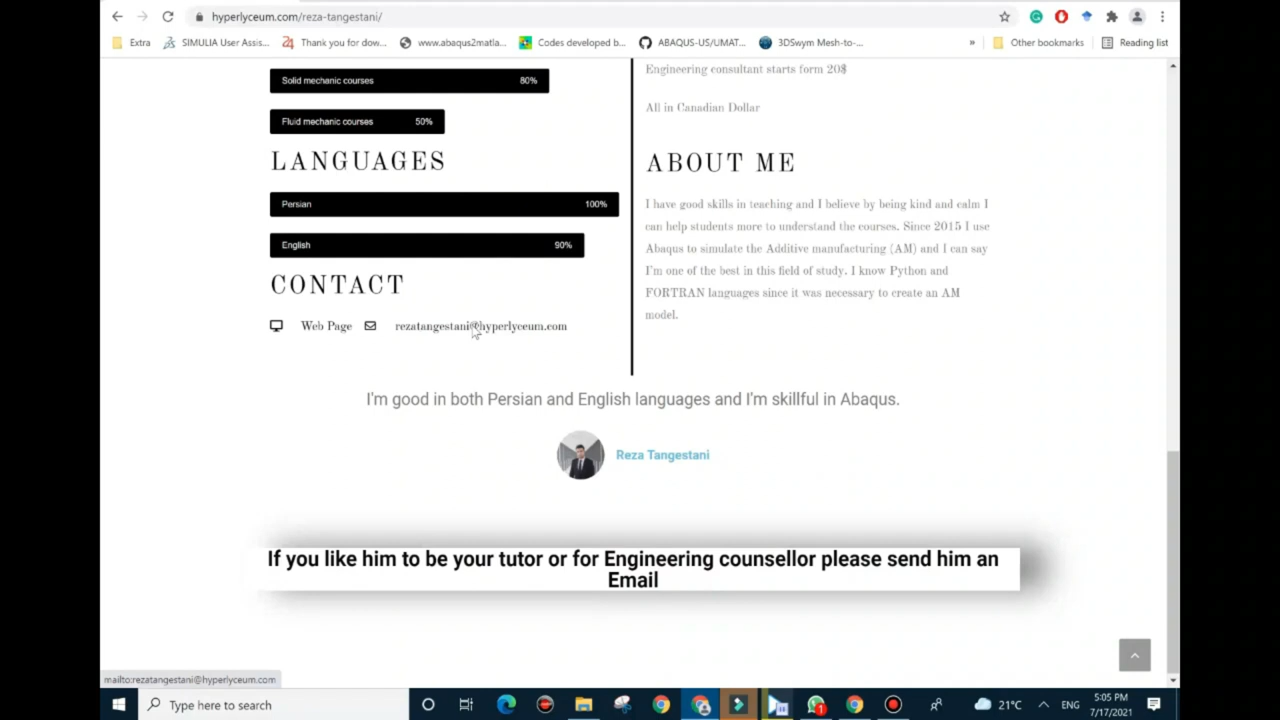 hyperlyceum.com/reza-tangestani/
Extra
SIMULIA User Assis...
Thank you for dow...
www.abaqus2matla...
Codes developed b...
ABAQUS-US/UMAT...
3DSwym Mesh-to-...
»
Other bookmarks
Reading list
Solid mechanic courses 80%
Fluid mechanic courses 50%
LANGUAGES
Persian 100%
English 90%
CONTACT
Web Page rezatangestani@hyperlyceum.com
Engineering consultant starts form 20$
All in Canadian Dollar
ABOUT ME
I have good skills in teaching and I believe by being kind and calm I
can help students more to understand the courses. Since 2015 I use
Abaqus to simulate the Additive manufacturing (AM) and I can say
I'm one of the best in this field of study. I know Python and
FORTRAN languages since it was necessary to create an AM
model.
I'm good in both Persian and English languages and I'm skillful in Abaqus.
Reza Tangestani
If you like him to be your tutor or for Engineering counsellor please send him an
Email
mailto:rezatangestani@hyperlyceum.com
Type here to search
21°C
ENG
5:05 PM
7/17/2021